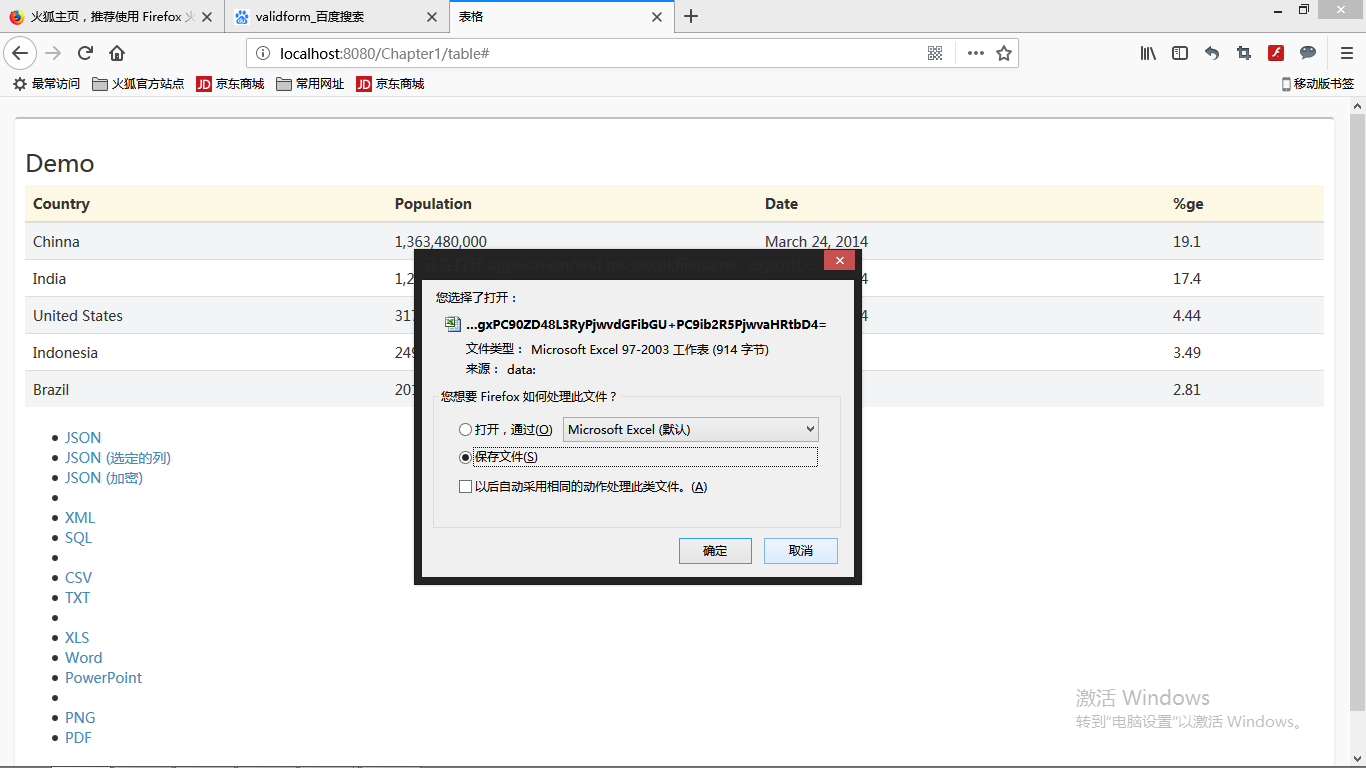 火狐主页，推荐使用 Firefox
validform_百度搜索
表格
localhost:8080/Chapter1/table#
最常访问
火狐官方站点
JD 京东商城
常用网址
JD 京东商城
移动版书签
Demo
Country Population Date %ge
Chinna 1,363,480,000 March 24, 2014 19.1
India 1,2 4 17.4
United States 317 4 4.44
Indonesia 249 3.49
Brazil 201 2.81
您选择了打开：
...gxPC90ZD48L3RyPjwvdGFibGU+PC9ib2R5PjwvaHRtbD4=
文件类型： Microsoft Excel 97-2003 工作表 (914 字节)
来源： data:
您想要 Firefox 如何处理此文件？
打开，通过(O) Microsoft Excel (默认)
保存文件(S)
以后自动采用相同的动作处理此类文件。(A)
确定 取消
JSON
JSON (选定的列)
JSON (加密)
XML
SQL
CSV
TXT
XLS
Word
PowerPoint
PNG
PDF
激活 Windows
转到"电脑设置"以激活 Windows。